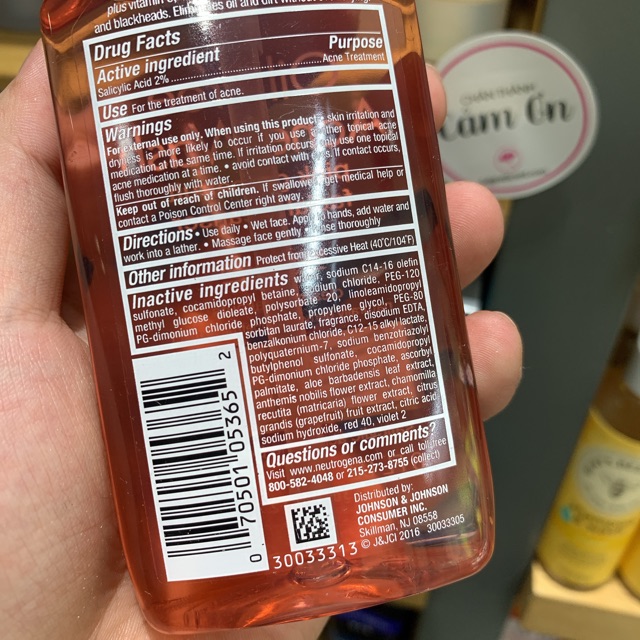 plus vitamin
and blackheads. Eliminates oil and dirt without
Drug Facts
Active ingredient Purpose
Salicylic Acid 2% Acne Treatment
Use For the treatment of acne.
Warnings
For external use only. When using this product skin irritation and
dryness is more likely to occur if you use another topical acne
medication at the same time. If irritation occurs, only use one topical
acne medication at a time. • avoid contact with eyes. If contact occurs,
flush thoroughly with water.
Keep out of reach of children. If swallowed, get medical help or
contact a Poison Control Center right away.
Directions • Use daily • Wet face. Apply to hands, add water and
work into a lather. • Massage face gently • Rinse thoroughly
Other information Protect from Excessive Heat (40°C/104°F)
Inactive ingredients water, sodium C14-16 olefin
sulfonate, cocamidopropyl betaine, sodium chloride, PEG-120
methyl glucose dioleate, polysorbate 20, linoleamidopropyl
PG-dimonium chloride phosphate, propylene glycol, PEG-80
sorbitan laurate, fragrance, disodium EDTA,
benzalkonium chloride, C12-15 alkyl lactate,
polyquaternium-7, sodium benzotriazolyl
butylphenol sulfonate, cocamidopropyl
PG-dimonium chloride phosphate, ascorbyl
palmitate, aloe barbadensis leaf extract,
anthemis nobilis flower extract, chamomilla
recutita (matricaria) flower extract, citrus
grandis (grapefruit) fruit extract, citric acid,
sodium hydroxide, red 40, violet 2
Questions or comments?
Visit www.neutrogena.com or call toll-free
800-582-4048 or 215-273-8755 (collect)
Distributed by:
JOHNSON & JOHNSON
CONSUMER INC.
Skillman, NJ 08558
© J&JCI 2016 30033305
30033313
0 70501 05365 2
CHÂN THÀNH
Cảm Ơn